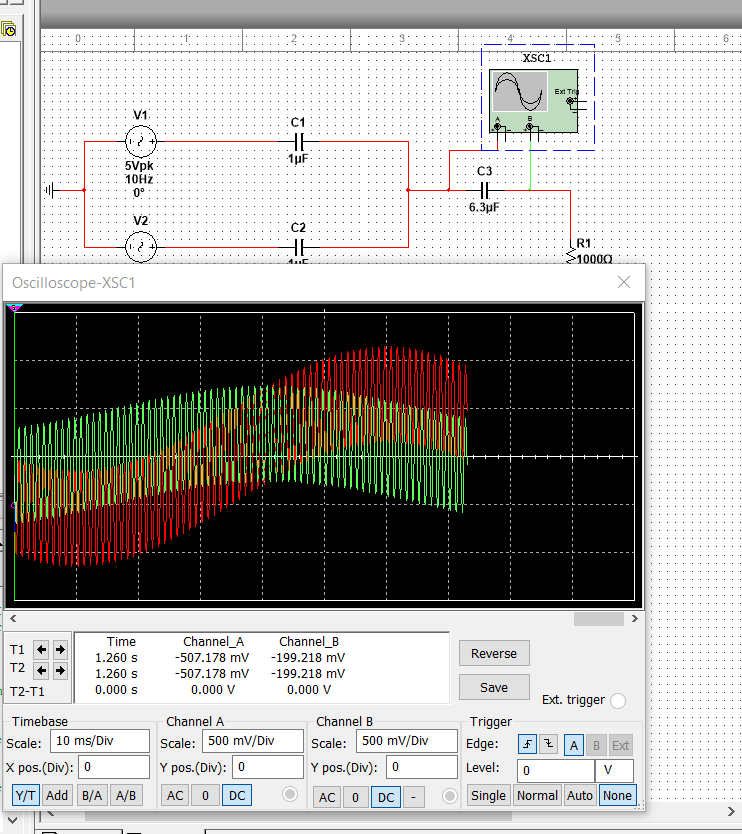 0 1 2 3 4 5 6
XSC1
Ext Trig
A B
V1
5Vpk
10Hz
0°
C1
1µF
C3
6.3µF
V2
C2
1µF
R1
1000Ω
Oscilloscope-XSC1
Time Channel_A Channel_B
T1 1.260 s -507.178 mV -199.218 mV
T2 1.260 s -507.178 mV -199.218 mV
T2-T1 0.000 s 0.000 V 0.000 V
Reverse
Save
Ext. trigger
Timebase
Scale: 10 ms/Div
X pos.(Div): 0
Y/T Add B/A A/B
Channel A
Scale: 500 mV/Div
Y pos.(Div): 0
AC 0 DC
Channel B
Scale: 500 mV/Div
Y pos.(Div): 0
AC 0 DC -
Trigger
Edge: A B Ext
Level: 0 V
Single Normal Auto None